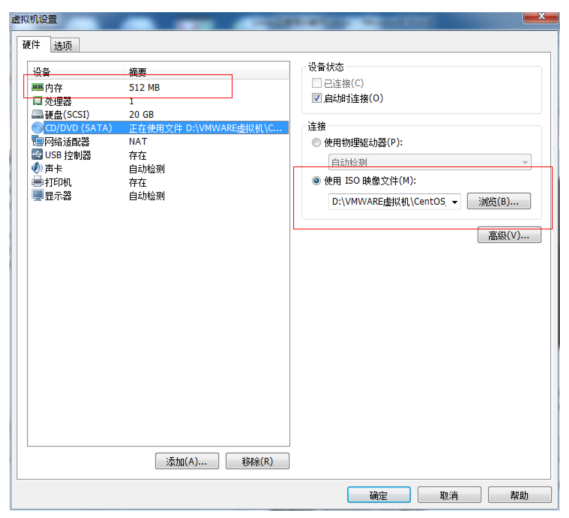 虚拟机设置
硬件 选项
设备 摘要
内存 512 MB
处理器 1
硬盘(SCSI) 20 GB
CD/DVD (SATA) 正在使用文件 D:\VMWARE虚拟机\C...
网络适配器 NAT
USB 控制器 存在
声卡 自动检测
打印机 存在
显示器 自动检测
添加(A)... 移除(R)
设备状态
已连接(C)
启动时连接(O)
连接
使用物理驱动器(P):
自动检测
使用 ISO 映像文件(M):
D:\VMWARE虚拟机\CentOS_ 浏览(B)...
高级(V)...
确定 取消 帮助